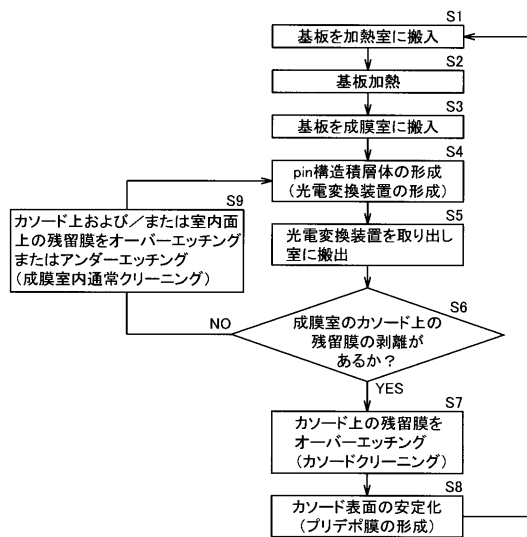 S1
基板を加熱室に搬入
S2
基板加熱
S3
基板を成膜室に搬入
S4
pin構造積層体の形成
(光電変換装置の形成)
S9
カソード上および/または室内面
上の残留膜をオーバーエッチング
またはアンダーエッチング
(成膜室内通常クリーニング)
S5
光電変換装置を取り出し
室に搬出
S6
成膜室のカソード上の
残留膜の剥離が
あるか?
NO
YES
S7
カソード上の残留膜を
オーバーエッチング
(カソードクリーニング)
S8
カソード表面の安定化
(プリデポ膜の形成)